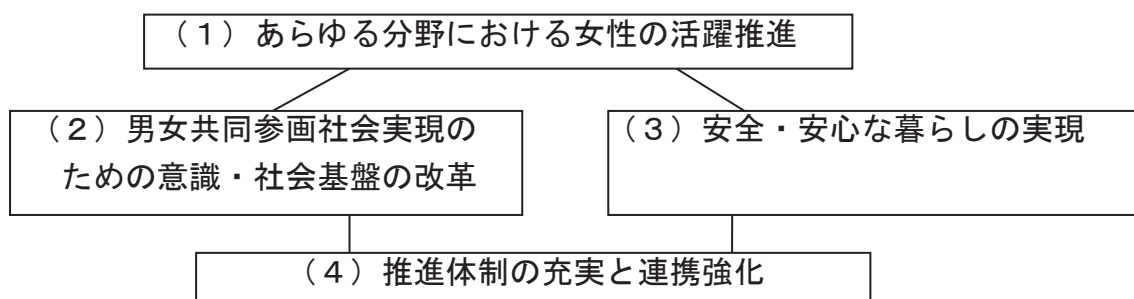 （１）あらゆる分野における女性の活躍推進
（２）男女共同参画社会実現の
ための意識・社会基盤の改革
（３）安全・安心な暮らしの実現
（４）推進体制の充実と連携強化